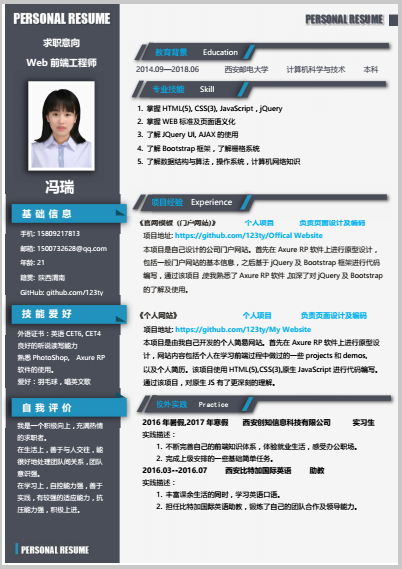 PERSONAL RESUME
求职意向
Web 前端工程师
冯瑞
基础信息
手机: 15809217813
邮箱: 1500732628@qq.com
年龄: 21
籍贯: 陕西渭南
GitHub: github.com/123ty
技能爱好
外语证书：英语 CET6, CET4
良好的听说读写能力
熟悉 PhotoShop, Axure RP
软件的使用。
爱好：羽毛球，唱英文歌
自我评价
我是一个积极向上，充满热情
的求职者。
在生活上，善于与人交往，能
很好地处理团队间关系，团队
意识强。
在学习上，自控能力强，善于
实践，有较强的适应能力，抗
压能力强，积极上进。
PERSONAL RESUME
PERSONAL RESUME
教育背景 Education
2014.09—2018.06 西安邮电大学 计算机科学与技术 本科
专业技能 Skill
1. 掌握 HTML(5), CSS(3), JavaScript，jQuery
2. 掌握 WEB 标准及页面语义化
3. 了解 JQuery UI, AJAX 的使用
4. 了解 Bootstrap 框架，了解栅格系统
5. 了解数据结构与算法，操作系统，计算机网络知识
项目经验 Experience
《官网模板（门户网站)》 个人项目 负责页面设计及编码
项目地址: https://github.com/123ty/Offical Website
本项目是自己设计的公司门户网站。首先在 Axure RP 软件上进行原型设计，
包括一般门户网站的基本信息，之后基于 jQuery 及 Bootstrap 框架进行代码
编写，通过该项目,使我熟悉了 Axure RP 软件 ,加深了对 jQuery 及 Bootstrap
的了解及使用。
《个人网站》 个人项目 负责页面设计及编码
项目地址: https://github.com/123ty/My Website
本项目是由我自己开发的个人简易网站。首先在 Axure RP 软件上进行原型设
计，网站内容包括个人在学习前端过程中做过的一些 projects 和 demos,
以及个人简历。该项目使用 HTML(5),CSS(3),原生 JavaScript 进行代码编写。
通过该项目，对原生 JS 有了更深刻的理解。
校外实践 Practice
2016 年暑假,2017 年寒假 西安创知信息科技有限公司 实习生
实践描述：
1. 不断完善自己的前端知识体系，体验就业生活，感受办公职场。
2. 完成上级安排的一些基础简单任务。
2016.03--2016.07 西安比特加国际英语 助教
实践描述：
1. 丰富课余生活的同时，学习英语口语。
2. 担任比特加国际英语助教，锻炼了自己的团队合作及领导能力。